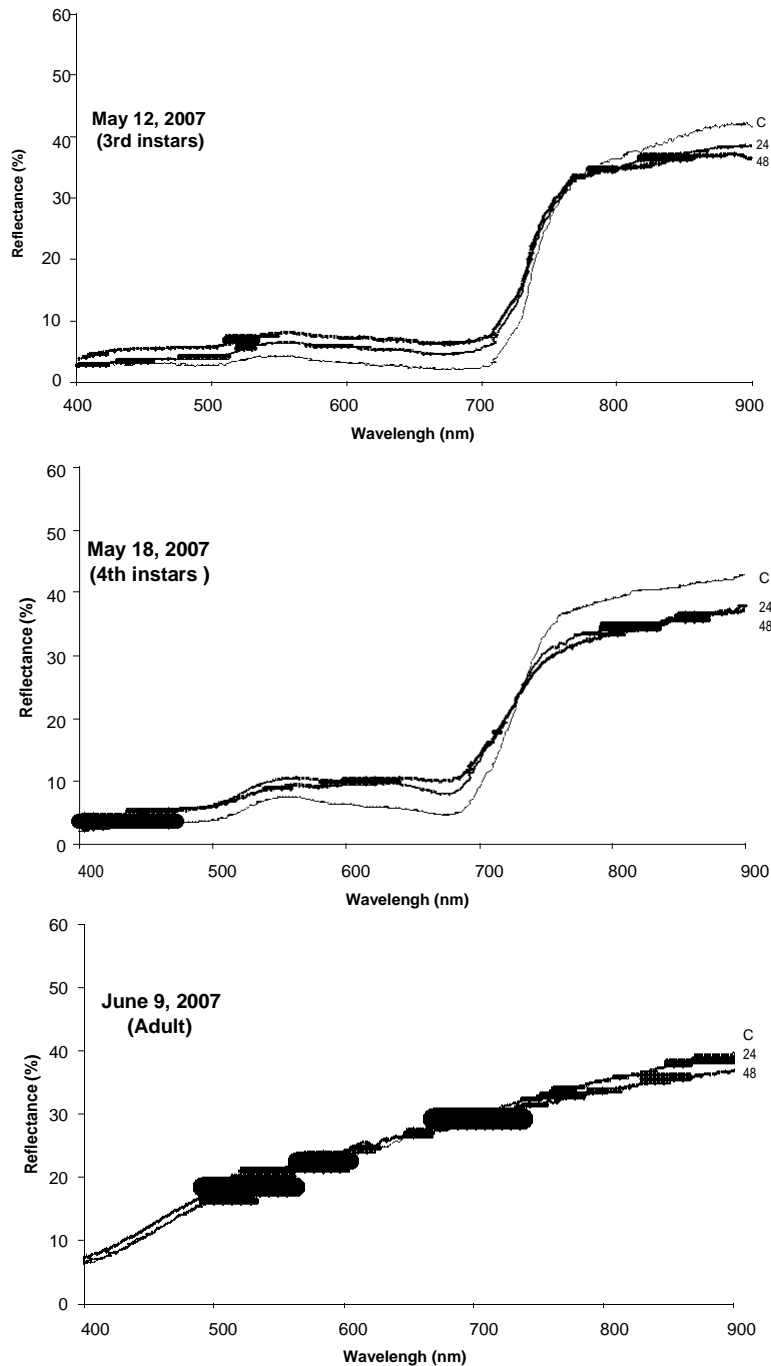 60
50
May 12, 2007
(3rd instars)
40
C
24
48
30
Reflectance (%)
20
10
0
400 500 600 700 800 900
Wavelengh (nm)
60
50
May 18, 2007
(4th instars )
40
C
24
48
30
Reflectance (%)
20
10
0
400 500 600 700 800 900
Wavelengh (nm)
60
50
June 9, 2007
(Adult)
40
C
24
48
30
Reflectance (%)
20
10
0
400 500 600 700 800 900
Wavelengh (nm)